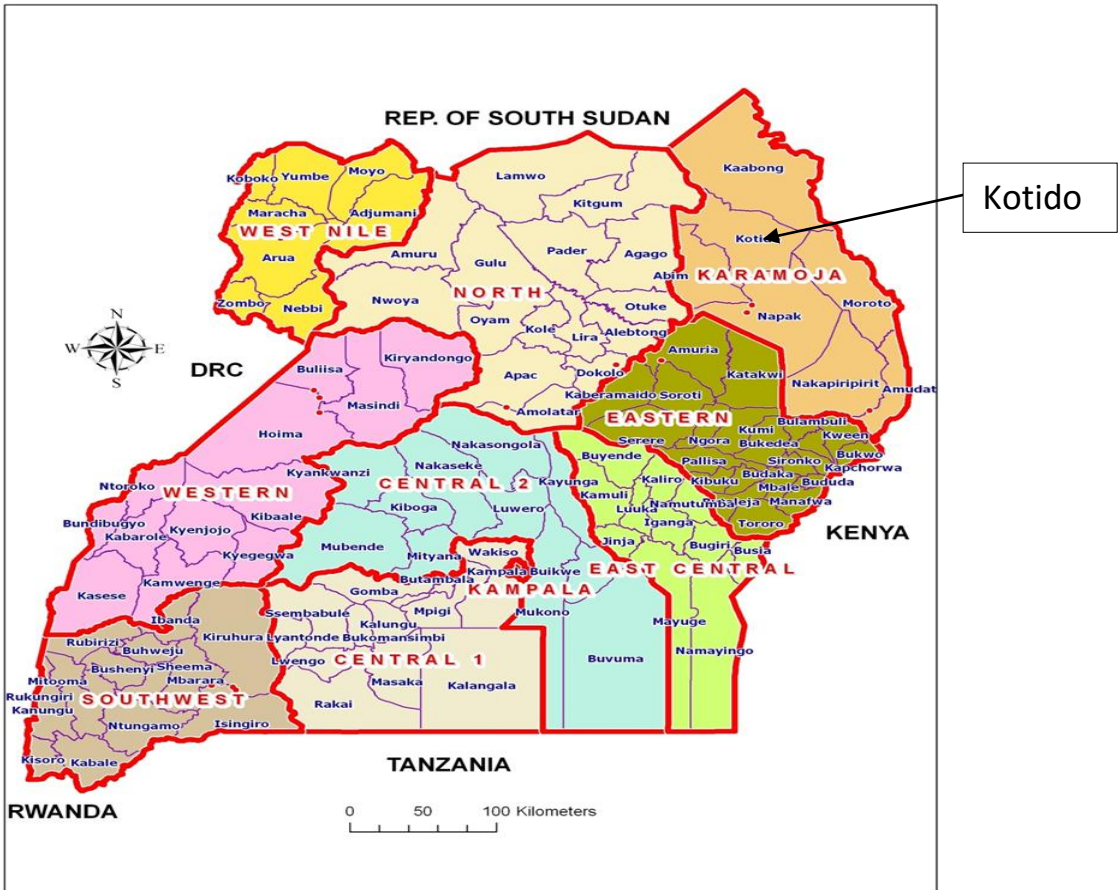 REP. OF SOUTH SUDAN
Kotido
Kaabong
Koboko
Yumbe
Moyo
Lamwo
Kitgum
Maracha
Adjumani
WEST NILE
Arua
Amuru
Gulu
Pader
Agago
Abim
KARAMOJA
Zombo
Nebbi
Nwoya
NORTH
Otuke
Moroto
Napak
Oyam
Kole
Lira
Alebtong
N
W
E
S
DRC
Kiryandongo
Buliisa
Amuria
Katakwi
Apac
Dokolo
Nakapiripirit
Amudat
Masindi
Kaberamaido
Soroti
Amolatar
EASTERN
Bulambuli
Hoima
Nakasongola
Serere
Ngora
Kumi
Bukedea
Kween
Bukwo
Kyankwanzi
Nakaseke
Buyende
Pallisa
Sironko
Kapchorwa
Ntoroko
WESTERN
CENTRAL 2
Kayunga
Kaliro
Kibuku
Budaka
Mbale
Bududa
Kibaale
Kiboga
Luwero
Kamuli
Luuka
Namutumba
Manafwa
Bundibugyo
Kabarole
Kyenjojo
Iganga
Tororo
KENYA
Kyegegwa
Mubende
Mityana
Wakiso
Jinja
Bugiri
Busia
Kamwenge
Butambala
Kampala
Buikwe
EAST CENTRAL
Kasese
Gomba
KAMPALA
Ibanda
Ssembabule
Mpigi
Mukono
Kalungu
Mayuge
Rubirizi
Kiruhura
Lyantonde
Bukomansimbi
Namayingo
Buhweju
Bushenyi
Sheema
Lwengo
CENTRAL 1
Buvuma
Mitooma
Mbarara
Masaka
Kalangala
Rukungiri
SOUTHWEST
Rakai
Kanungu
Ntungamo
Isingiro
Kisoro
Kabale
TANZANIA
RWANDA
0 50 100 Kilometers